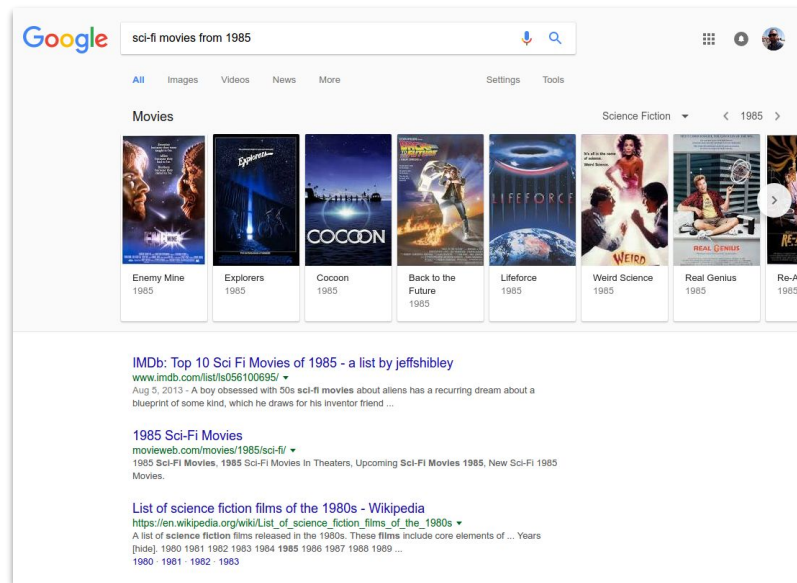 Google
sci-fi movies from 1985
All Images Videos News More Settings Tools
Movies Science Fiction 1985
Explorers
COCOON
LIFEFORCE
WEIRD
REAL GENIUS
Enemy Mine
1985
Explorers
1985
Cocoon
1985
Back to the
Future
1985
Lifeforce
1985
Weird Science
1985
Real Genius
1985
Re-A
1985
IMDb: Top 10 Sci Fi Movies of 1985 - a list by jeffshibley
www.imdb.com/list/ls056100695/
Aug 5, 2013 - A boy obsessed with 50s sci-fi movies about aliens has a recurring dream about a
blueprint of some kind, which he draws for his inventor friend ...
1985 Sci-Fi Movies
movieweb.com/movies/1985/sci-fi/
1985 Sci-Fi Movies, 1985 Sci-Fi Movies In Theaters, Upcoming Sci-Fi Movies 1985, New Sci-Fi 1985
Movies.
List of science fiction films of the 1980s - Wikipedia
https://en.wikipedia.org/wiki/List_of_science_fiction_films_of_the_1980s
A list of science fiction films released in the 1980s. These films include core elements of ... Years
[hide]. 1980 1981 1982 1983 1984 1985 1986 1987 1988 1989 ...
1980 · 1981 · 1982 · 1983